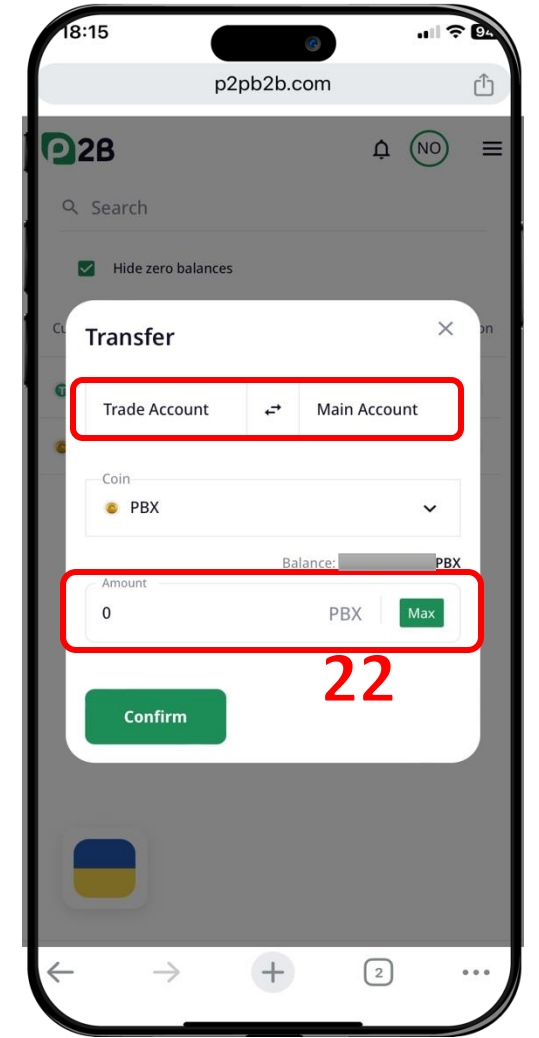 18:15
94
p2pb2b.com
P2B
NO
Search
Hide zero balances
Transfer
on
Trade Account
Main Account
Coin
PBX
Balance: PBX
Amount
0 PBX Max
22
Confirm
2